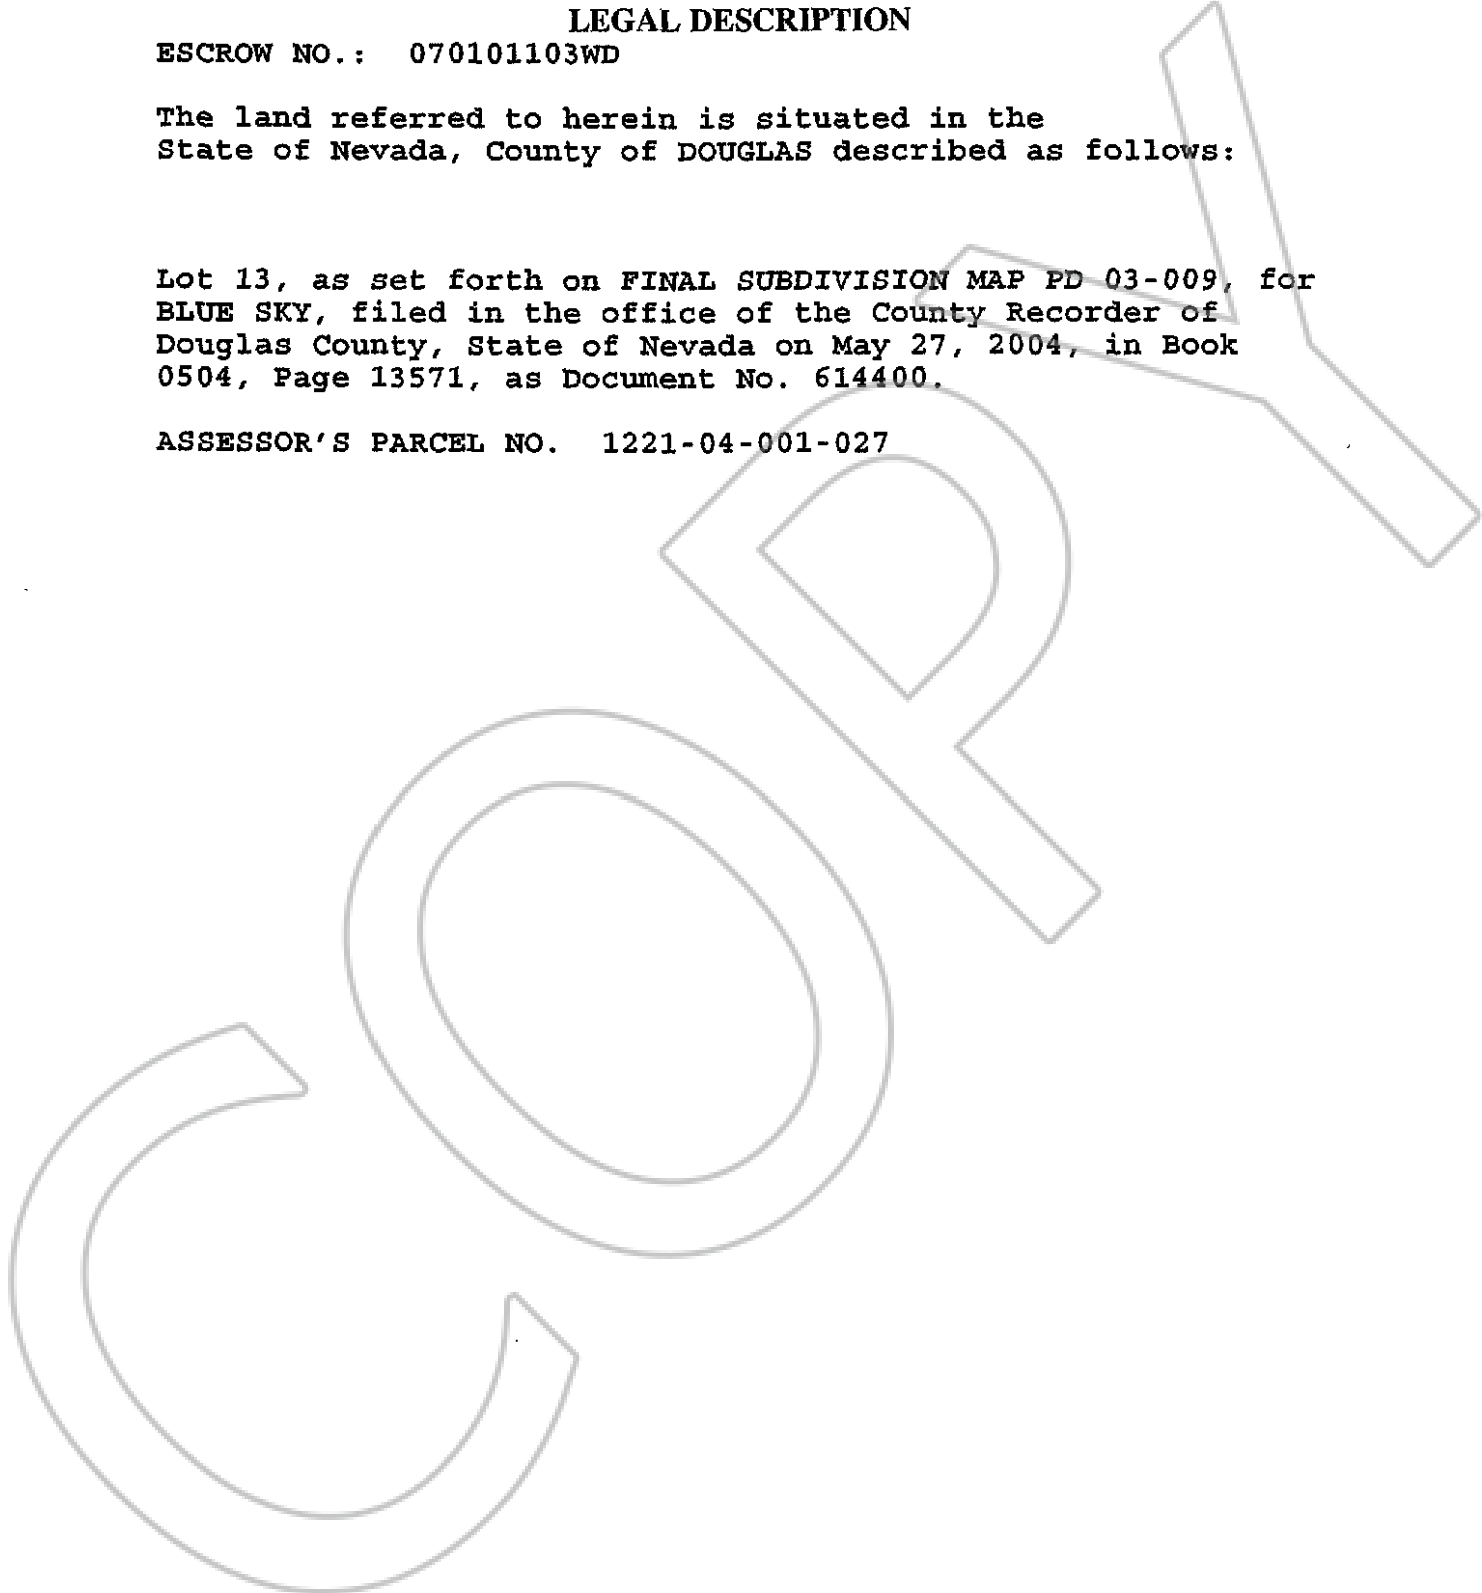 LEGAL DESCRIPTION
ESCROW NO.: 070101103WD
The land referred to herein is situated in the
State of Nevada, County of DOUGLAS described as follows:
Lot 13, as set forth on FINAL SUBDIVISION MAP PD 03-009, for
BLUE SKY, filed in the office of the County Recorder of
Douglas County, State of Nevada on May 27, 2004, in Book
0504, Page 13571, as Document No. 614400.
ASSESSOR'S PARCEL NO. 1221-04-001-027
COPY